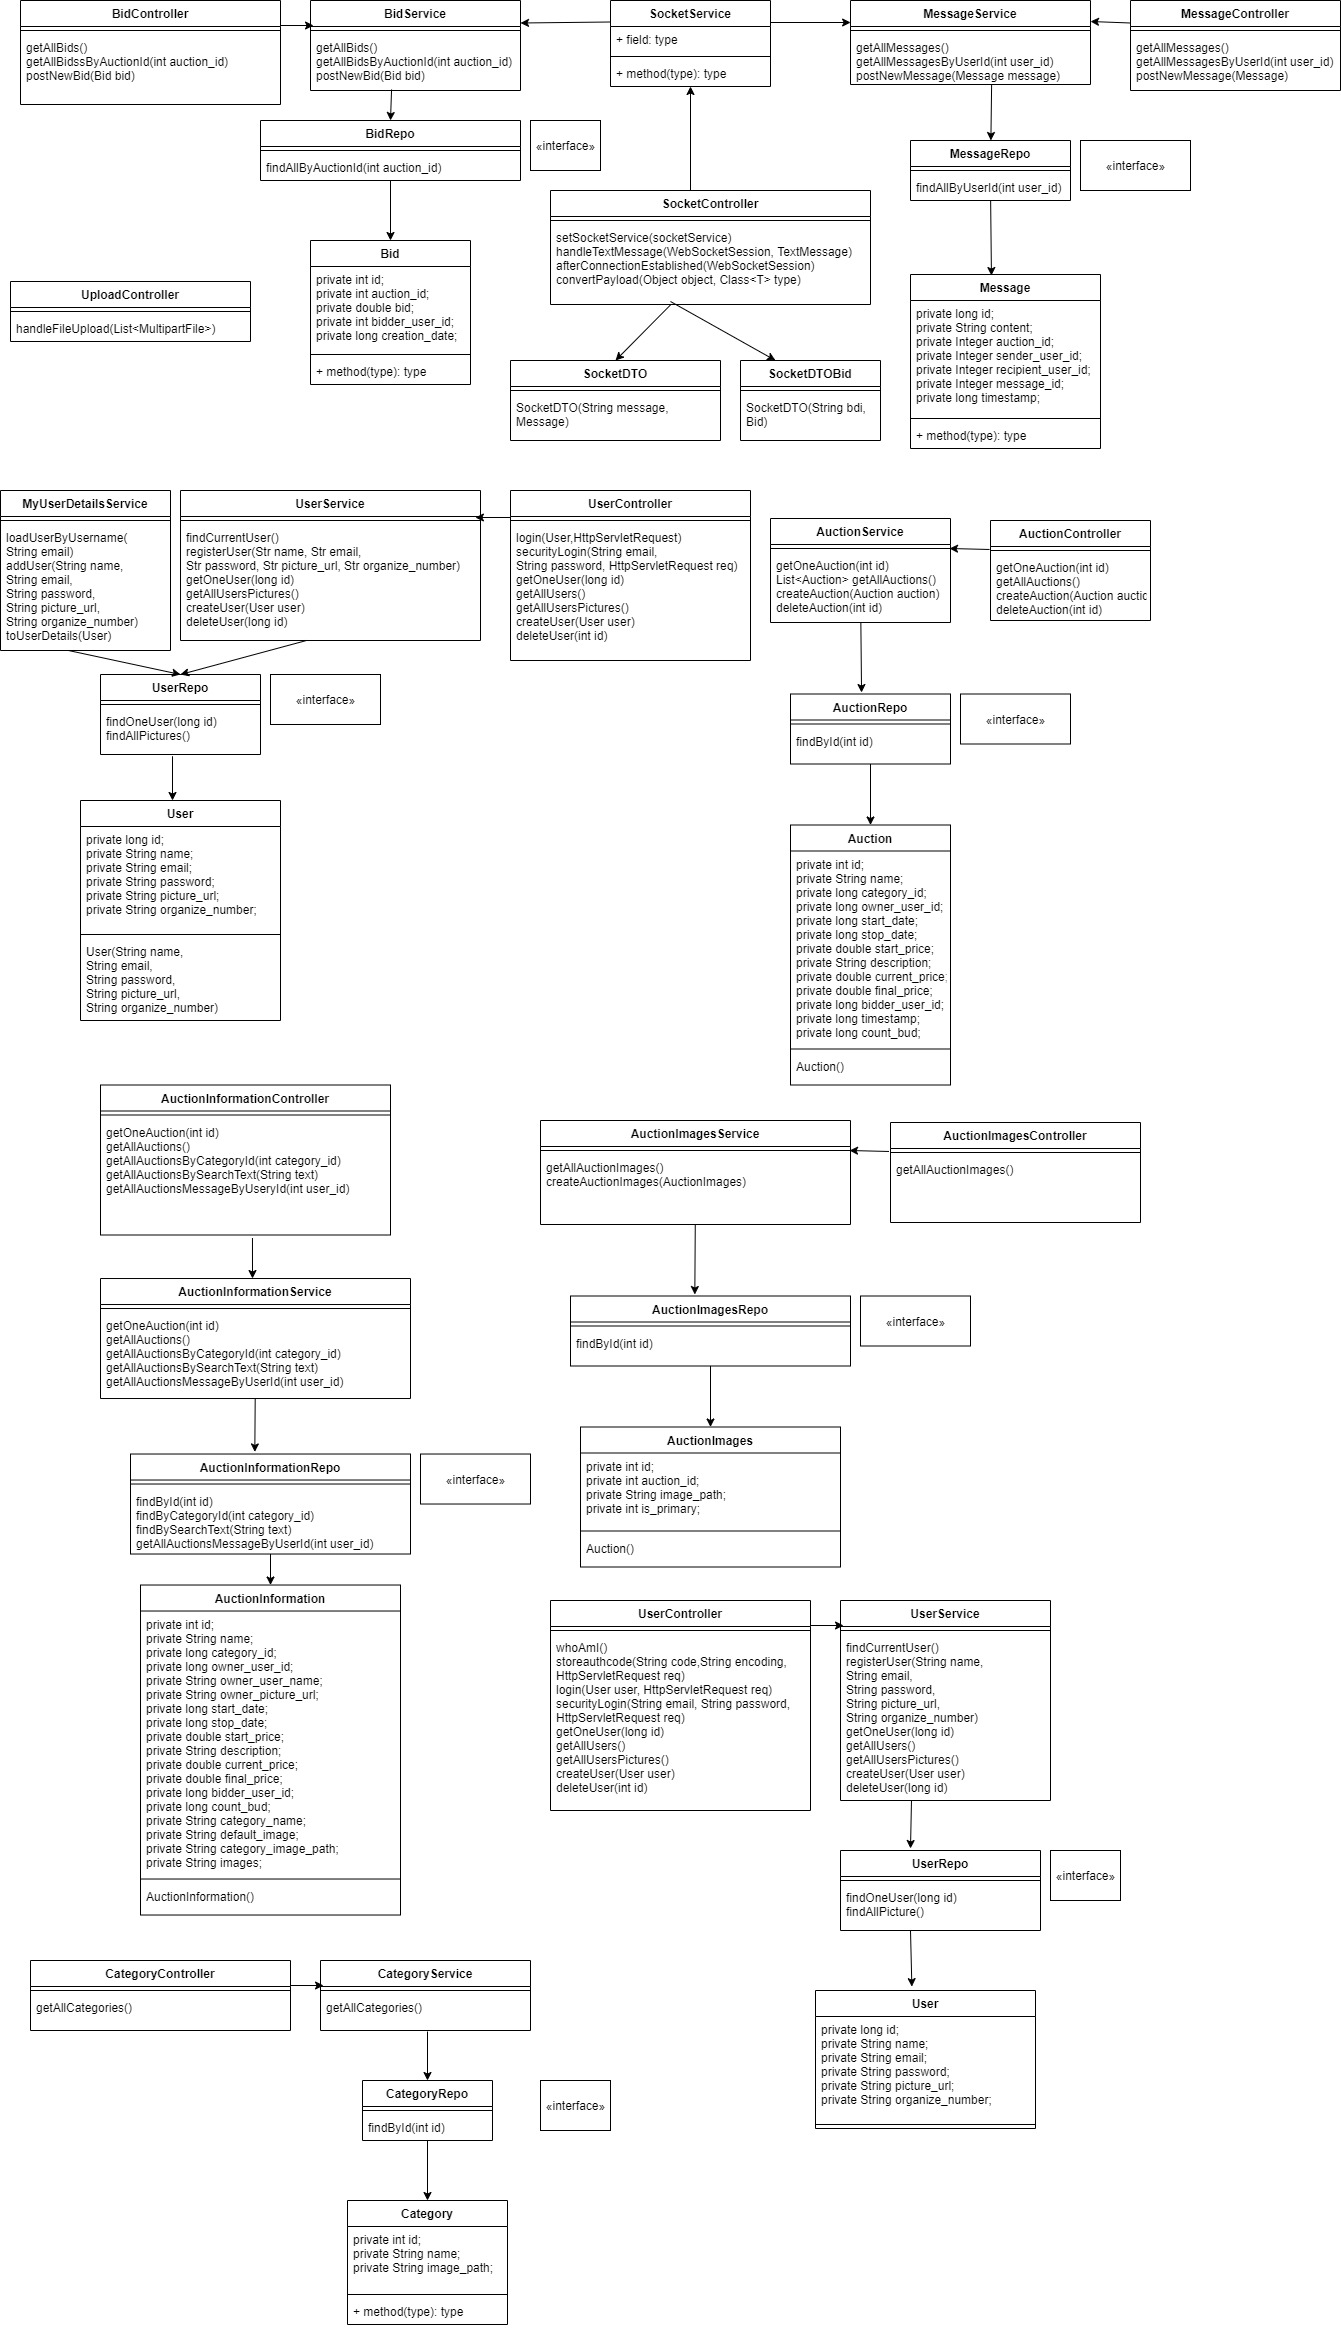 BidController
getAllBids()
getAllBidssByAuctionId(int auction_id)
postNewBid(Bid bid)
BidService
getAllBids()
getAllBidsByAuctionId(int auction_id)
postNewBid(Bid bid)
SocketService
+ field: type
+ method(type): type
MessageService
getAllMessages()
getAllMessagesByUserId(int user_id)
postNewMessage(Message message)
MessageController
getAllMessages()
getAllMessagesByUserId(int user_id)
postNewMessage(Message)
BidRepo
findAllByAuctionId(int auction_id)
«interface»
MessageRepo
findAllByUserId(int user_id)
«interface»
SocketController
setSocketService(socketService)
handleTextMessage(WebSocketSession, TextMessage)
afterConnectionEstablished(WebSocketSession)
convertPayload(Object object, Class<T> type)
Bid
private int id;
private int auction_id;
private double bid;
private int bidder_user_id;
private long creation_date;
+ method(type): type
UploadController
handleFileUpload(List<MultipartFile>)
Message
private long id;
private String content;
private Integer auction_id;
private Integer sender_user_id;
private Integer recipient_user_id;
private Integer message_id;
private long timestamp;
+ method(type): type
SocketDTO
SocketDTO(String message,
Message)
SocketDTOBid
SocketDTO(String bdi,
Bid)
MyUserDetailsService
loadUserByUsername(
String email)
addUser(String name,
String email,
String password,
String picture_url,
String organize_number)
toUserDetails(User)
UserService
findCurrentUser()
registerUser(Str name, Str email,
Str password, Str picture_url, Str organize_number)
getOneUser(long id)
getAllUsersPictures()
createUser(User user)
deleteUser(long id)
UserController
login(User,HttpServletRequest)
securityLogin(String email,
String password, HttpServletRequest req)
getOneUser(long id)
getAllUsers()
getAllUsersPictures()
createUser(User user)
deleteUser(int id)
AuctionService
getOneAuction(int id)
List<Auction> getAllAuctions()
createAuction(Auction auction)
deleteAuction(int id)
AuctionController
getOneAuction(int id)
getAllAuctions()
createAuction(Auction auctic
deleteAuction(int id)
UserRepo
findOneUser(long id)
findAllPictures()
«interface»
AuctionRepo
findById(int id)
«interface»
User
private long id;
private String name;
private String email;
private String password;
private String picture_url;
private String organize_number;
User(String name,
String email,
String password,
String picture_url,
String organize_number)
Auction
private int id;
private String name;
private long category_id;
private long owner_user_id;
private long start_date;
private long stop_date;
private double start_price;
private String description;
private double current_price;
private double final_price;
private long bidder_user_id;
private long timestamp;
private long count_bud;
Auction()
AuctionInformationController
getOneAuction(int id)
getAllAuctions()
getAllAuctionsByCategoryId(int category_id)
getAllAuctionsBySearchText(String text)
getAllAuctionsMessageByUseryId(int user_id)
AuctionImagesService
getAllAuctionImages()
createAuctionImages(AuctionImages)
AuctionImagesController
getAllAuctionImages()
AuctionInformationService
getOneAuction(int id)
getAllAuctions()
getAllAuctionsByCategoryId(int category_id)
getAllAuctionsBySearchText(String text)
getAllAuctionsMessageByUserId(int user_id)
AuctionImagesRepo
findById(int id)
«interface»
AuctionInformationRepo
findById(int id)
findByCategoryId(int category_id)
findBySearchText(String text)
getAllAuctionsMessageByUserId(int user_id)
«interface»
AuctionImages
private int id;
private int auction_id;
private String image_path;
private int is_primary;
Auction()
AuctionInformation
private int id;
private String name;
private long category_id;
private long owner_user_id;
private String owner_user_name;
private String owner_picture_url;
private long start_date;
private long stop_date;
private double start_price;
private String description;
private double current_price;
private double final_price;
private long bidder_user_id;
private long count_bud;
private String category_name;
private String default_image;
private String category_image_path;
private String images;
AuctionInformation()
UserController
whoAmI()
storeauthcode(String code,String encoding,
HttpServletRequest req)
login(User user, HttpServletRequest req)
securityLogin(String email, String password,
HttpServletRequest req)
getOneUser(long id)
getAllUsers()
getAllUsersPictures()
createUser(User user)
deleteUser(int id)
UserService
findCurrentUser()
registerUser(String name,
String email,
String password,
String picture_url,
String organize_number)
getOneUser(long id)
getAllUsers()
getAllUsersPictures()
createUser(User user)
deleteUser(long id)
UserRepo
findOneUser(long id)
findAllPicture()
«interface»
CategoryController
getAllCategories()
CategoryService
getAllCategories()
User
private long id;
private String name;
private String email;
private String password;
private String picture_url;
private String organize_number;
CategoryRepo
findById(int id)
«interface»
Category
private int id;
private String name;
private String image_path;
+ method(type): type